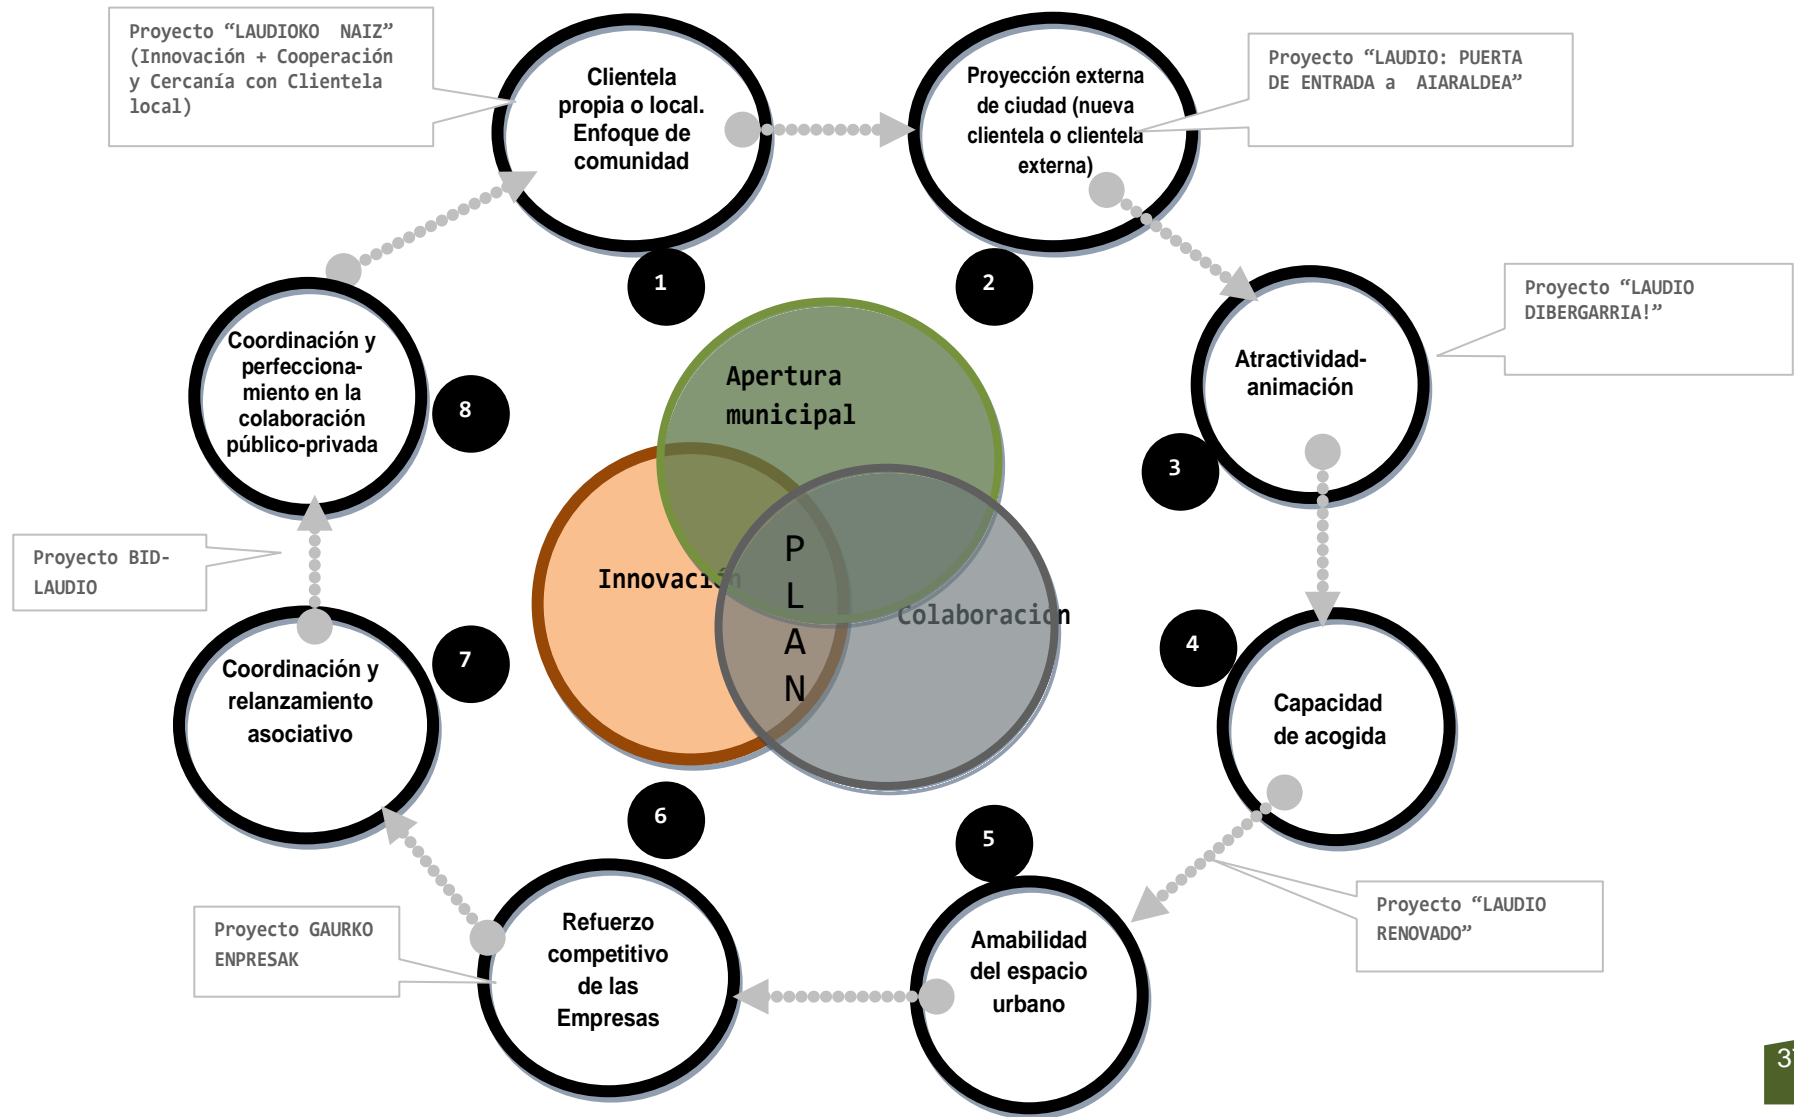 Proyecto “LAUDIOKO NAIZ”
(Innovación + Cooperación
y Cercanía con Clientela
local)
Clientela
propia o local.
Enfoque de
comunidad
Proyección externa
de ciudad (nueva
clientela o clientela
externa)
Proyecto “LAUDIO: PUERTA
DE ENTRADA a AIARALDEA”
1
2
Proyecto “LAUDIO
DIBERGARRIA!”
Coordinación y
perfecciona-
miento en la
colaboración
público-privada
8
Apertura
municipal
Atractividad-
animación
3
Proyecto BID-
LAUDIO
Innovación
P
L
A
N
Colaboración
7
4
Coordinación y
relanzamiento
asociativo
Capacidad
de acogida
6
5
Proyecto GAURKO
ENPRESAK
Refuerzo
competitivo
de las
Empresas
Amabilidad
del espacio
urbano
Proyecto “LAUDIO
RENOVADO”